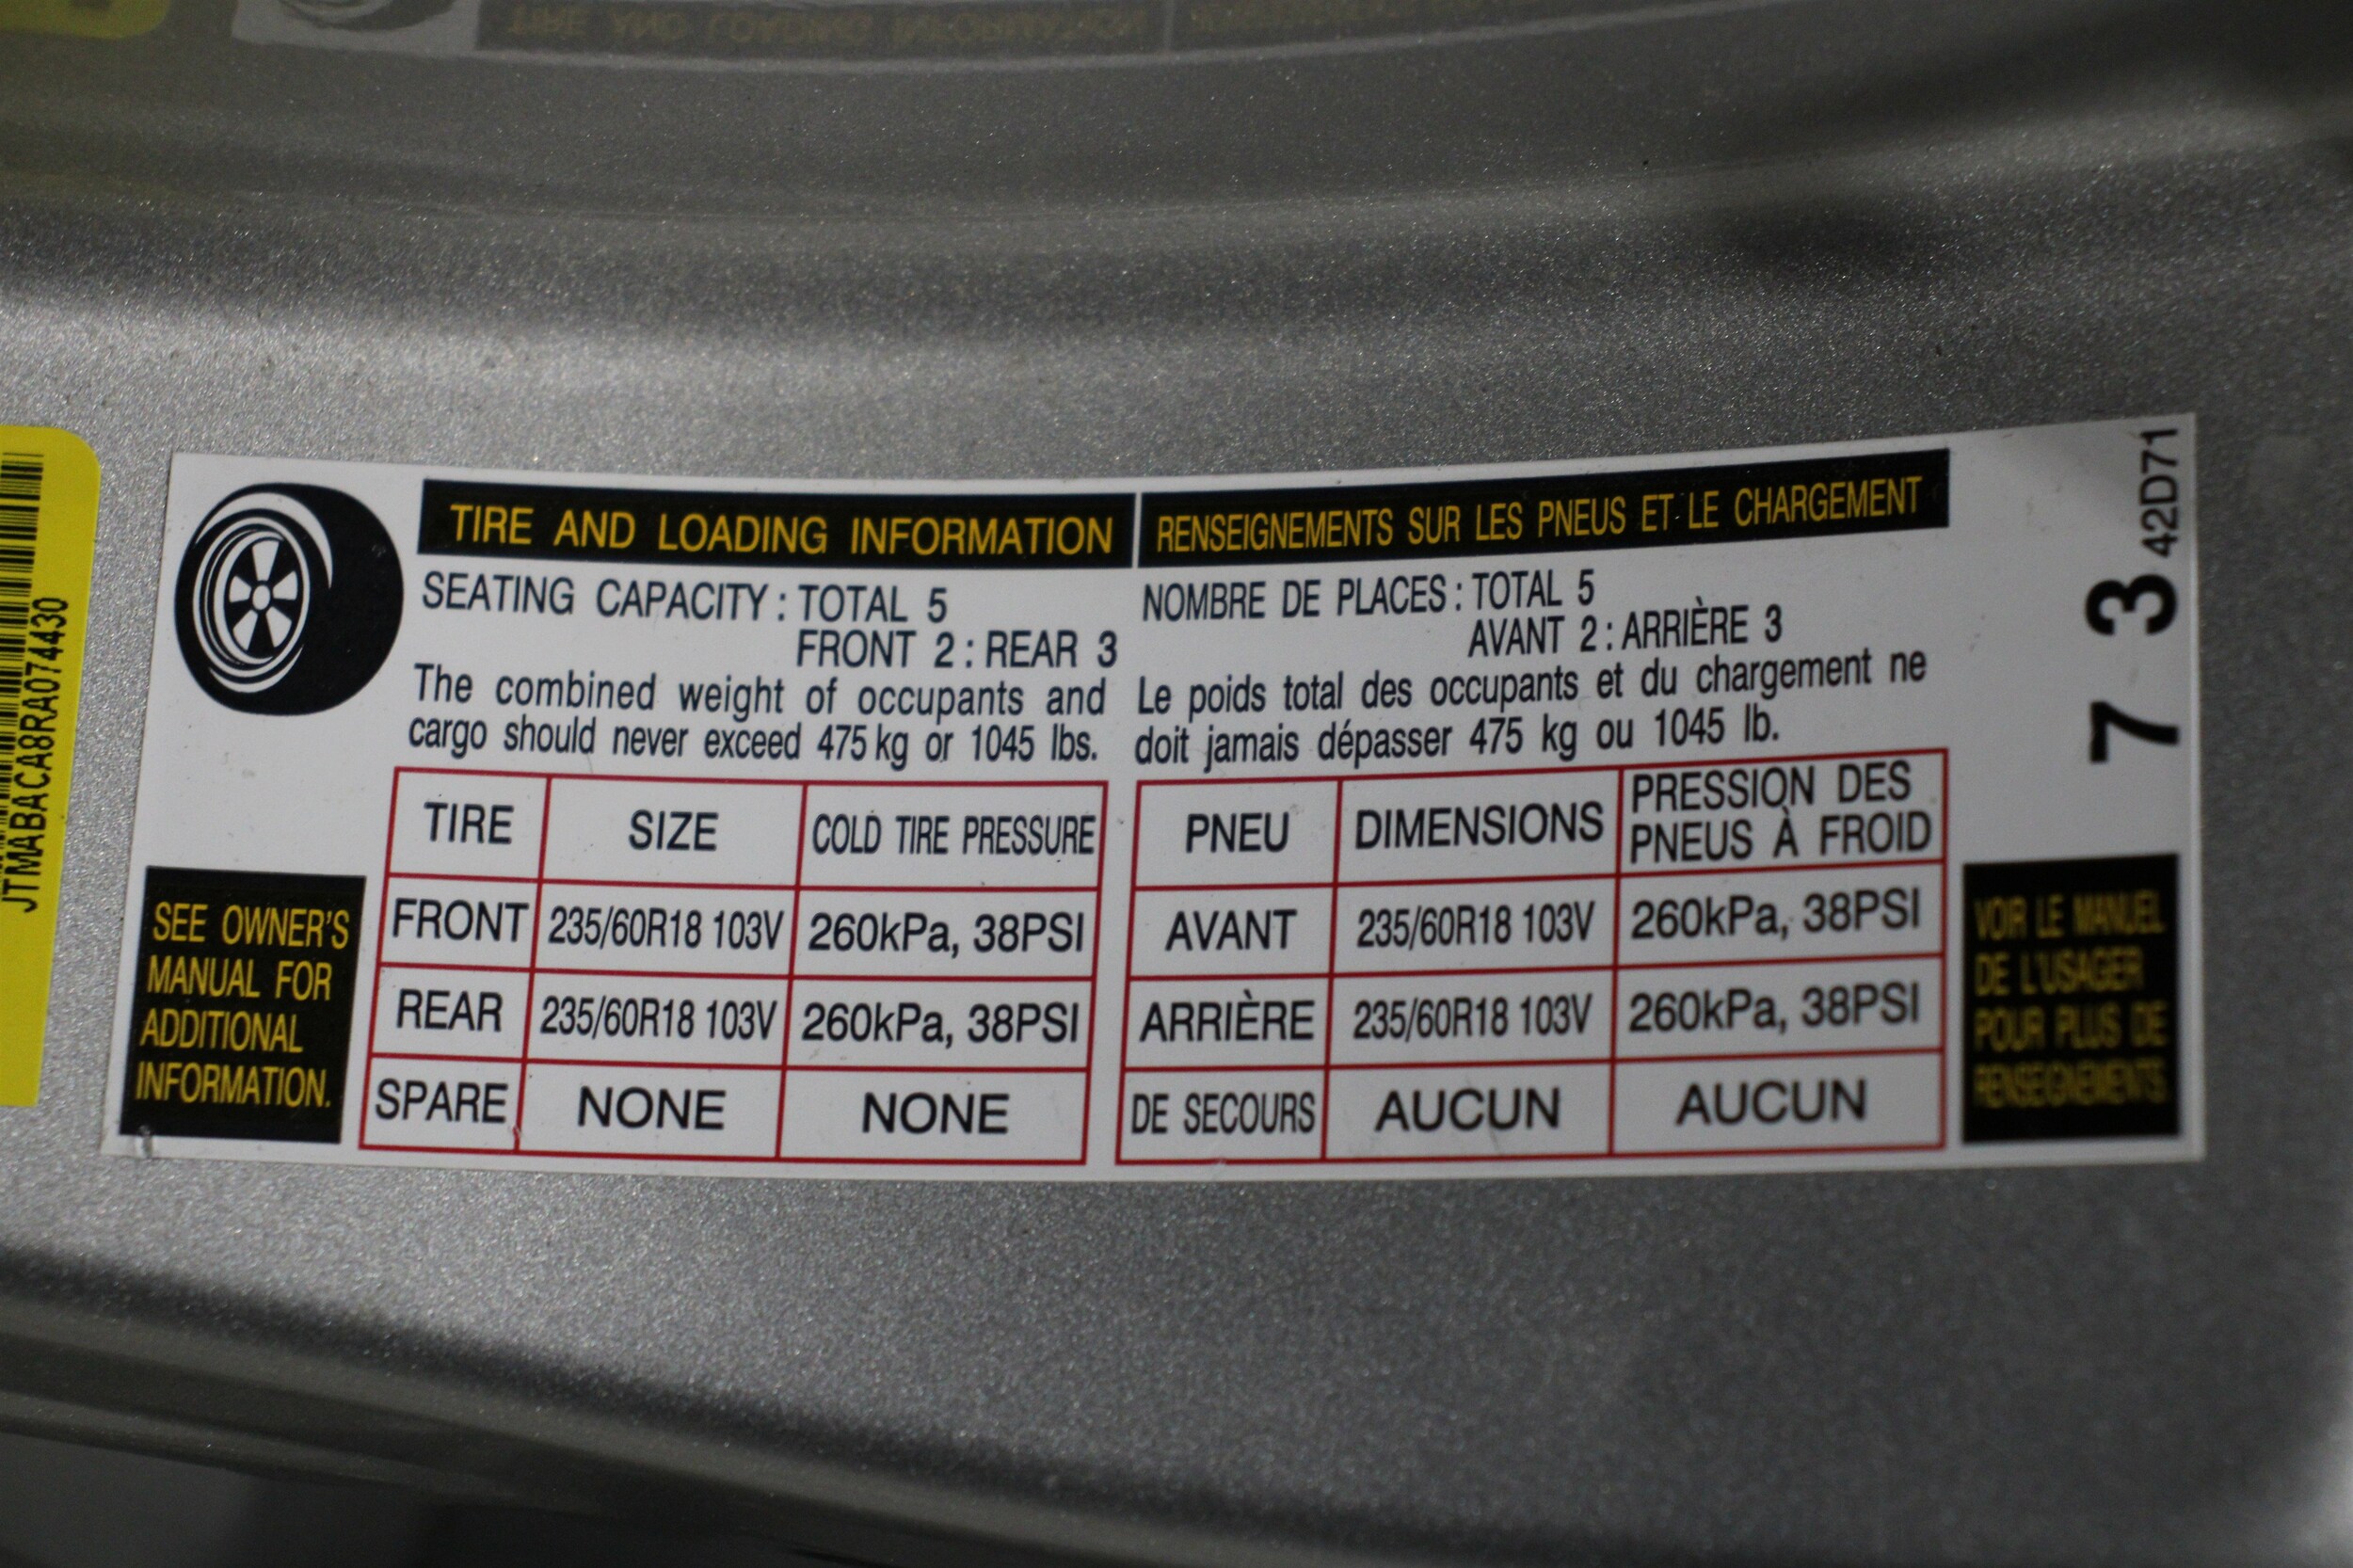 TIRE AND LOADING INFORMATION
JTMABACA8RA074430
TIRE AND LOADING INFORMATION
SEATING CAPACITY : TOTAL 5
FRONT 2 : REAR 3
The combined weight of occupants and
cargo should never exceed 475 kg or 1045 lbs.
TIRE SIZE COLD TIRE PRESSURE
FRONT 235/60R18 103V 260kPa, 38PSI
REAR 235/60R18 103V 260kPa, 38PSI
SPARE NONE NONE
SEE OWNER'S
MANUAL FOR
ADDITIONAL
INFORMATION.
RENSEIGNEMENTS SUR LES PNEUS ET LE CHARGEMENT
NOMBRE DE PLACES : TOTAL 5
AVANT 2 : ARRIÈRE 3
Le poids total des occupants et du chargement ne
doit jamais dépasser 475 kg ou 1045 lb.
PNEU DIMENSIONS PRESSION DES
PNEUS À FROID
AVANT 235/60R18 103V 260kPa, 38PSI
ARRIÈRE 235/60R18 103V 260kPa, 38PSI
DE SECOURS AUCUN AUCUN
VOIR LE MANUEL
DE L'USAGER
POUR PLUS DE
RENSEIGNEMENTS
7 3 42D71